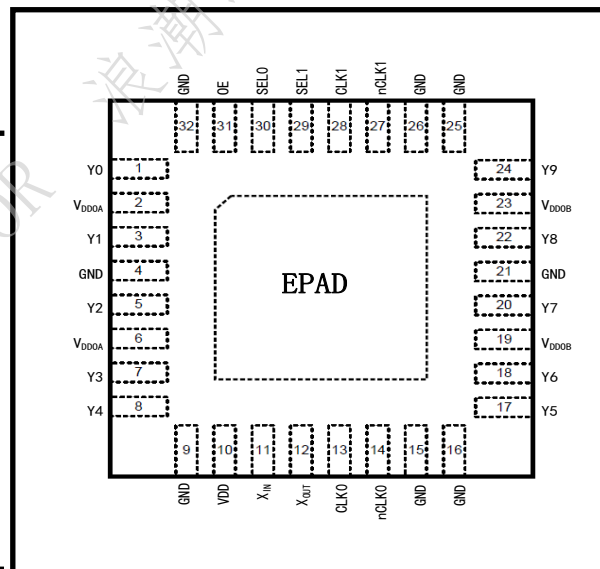 浪潮
OR
GND OE SEL0 SEL1 CLK1 nCLK1 GND GND
32 31 30 29 28 27 26 25
Y0 1 24 Y9
VDDOA 2 23 VDDOB
Y1 3 22 Y8
GND 4 21 GND
EPAD
Y2 5 20 Y7
VDDOA 6 19 VDDOB
Y3 7 18 Y6
Y4 8 17 Y5
9 10 11 12 13 14 15 16
GND VDD XIN XOUT CLK0 nCLK0 GND GND